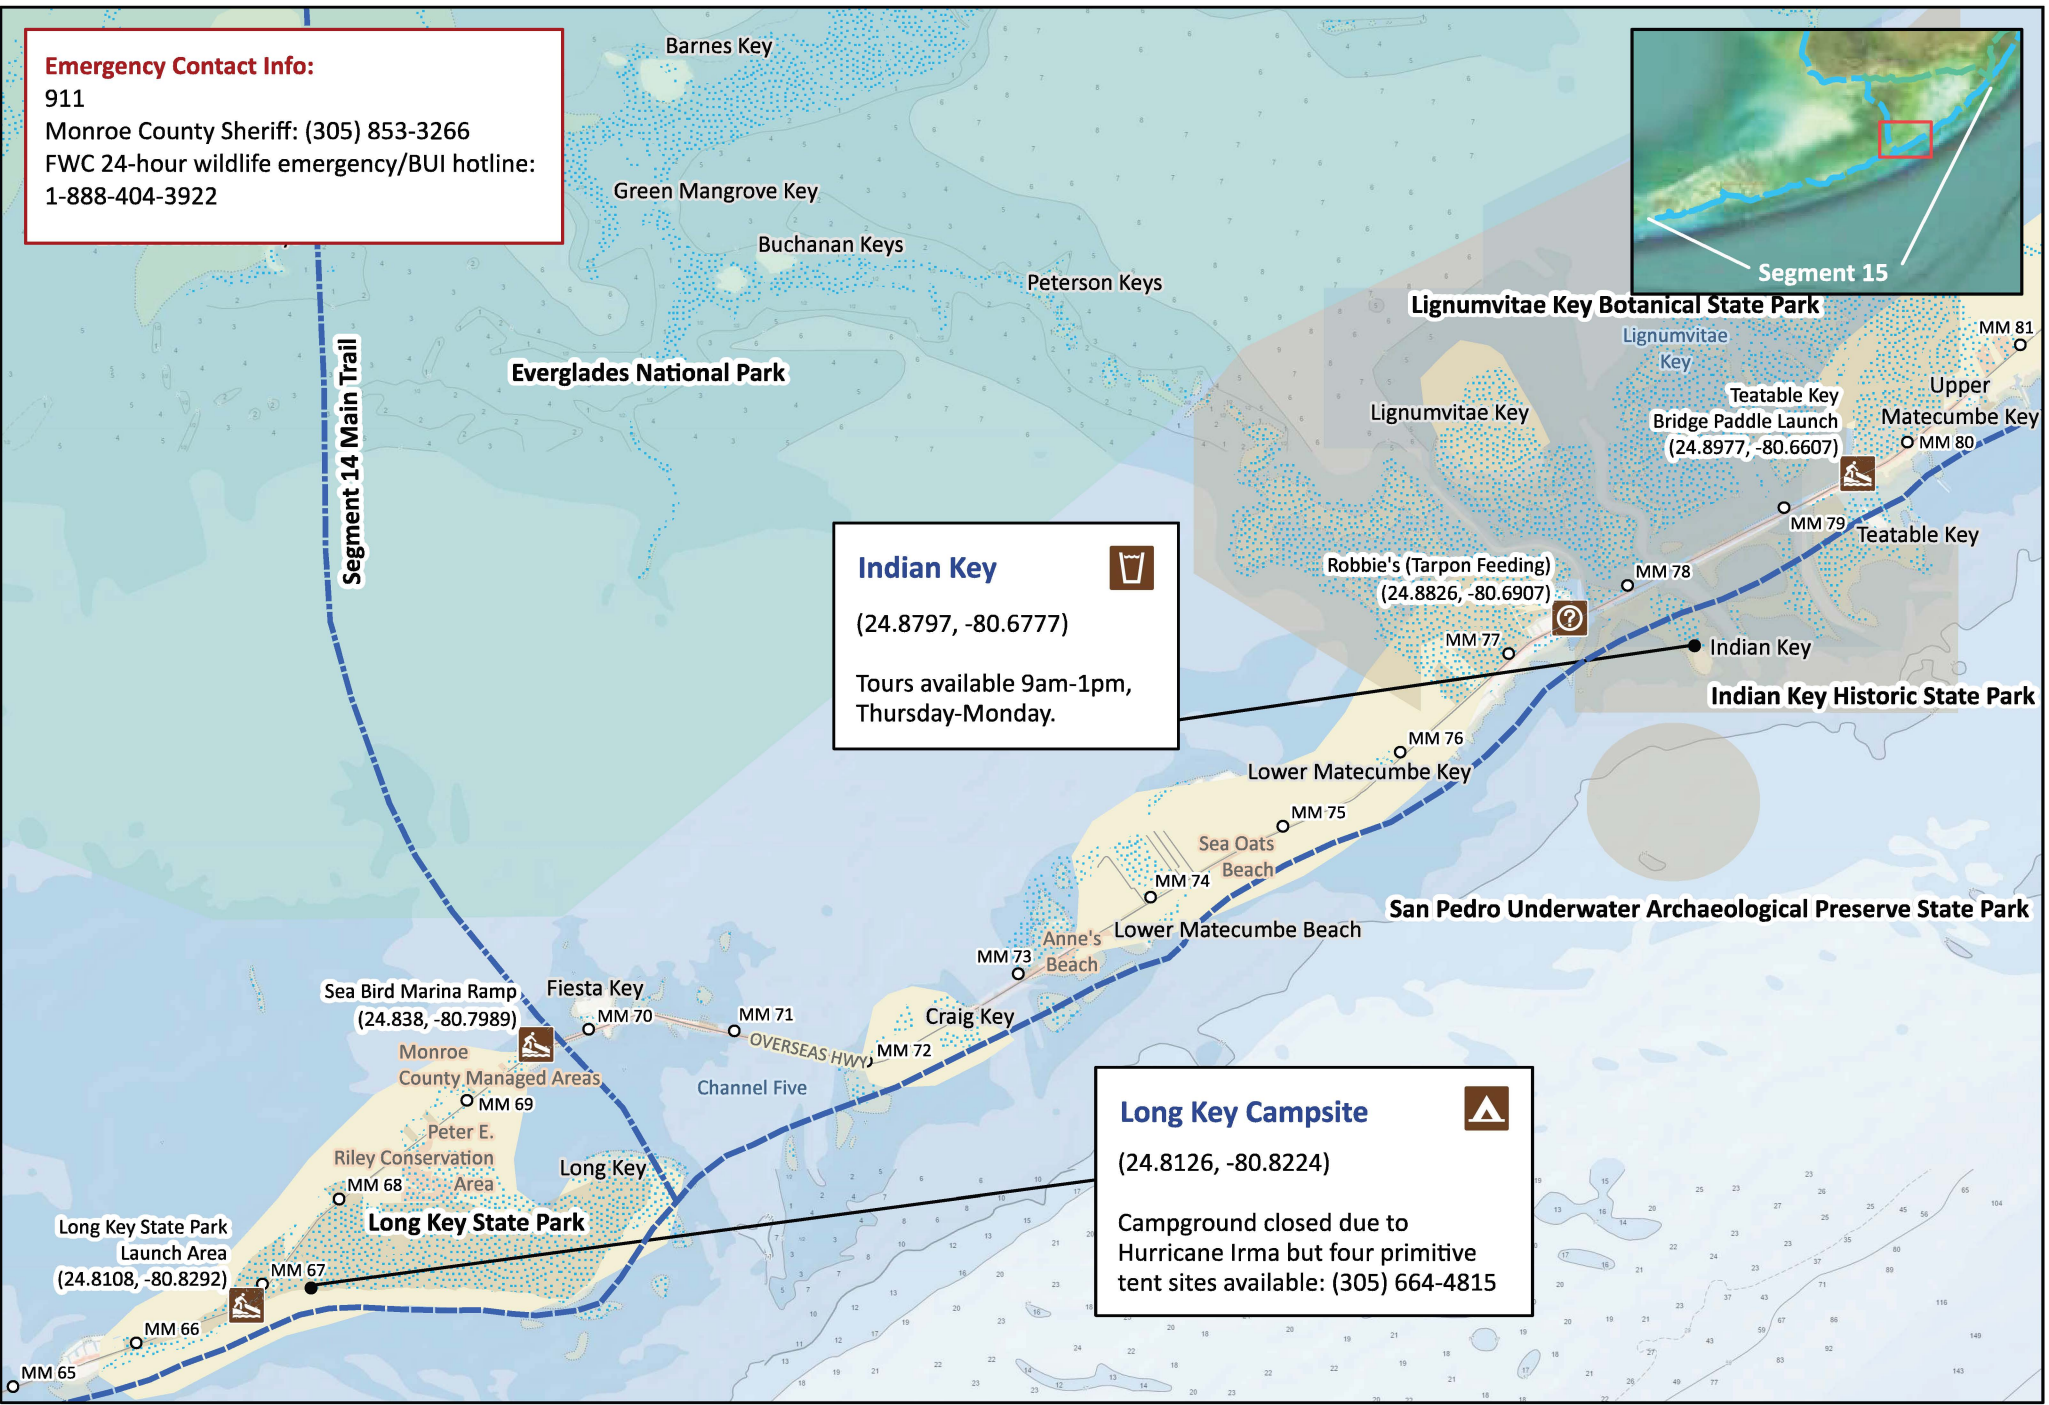 Emergency Contact Info:
911
Monroe County Sheriff: (305) 853-3266
FWC 24-hour wildlife emergency/BUI hotline:
1-888-404-3922
Barnes Key
Green Mangrove Key
Buchanan Keys
Peterson Keys
Everglades National Park
Segment 14 Main Trail
Segment 15
Lignumvitae Key Botanical State Park
Lignumvitae
Key
Lignumvitae Key
MM 81
Upper
Matecumbe Key
Teatable Key
Bridge Paddle Launch
(24.8977, -80.6607)
MM 80
MM 79
Teatable Key
MM 78
Robbie's (Tarpon Feeding)
(24.8826, -80.6907)
MM 77
Indian Key
Indian Key Historic State Park
Indian Key
(24.8797, -80.6777)
Tours available 9am-1pm,
Thursday-Monday.
MM 76
Lower Matecumbe Key
MM 75
Sea Oats
Beach
MM 74
San Pedro Underwater Archaeological Preserve State Park
Lower Matecumbe Beach
Anne's
Beach
MM 73
Craig Key
MM 72
OVERSEAS HWY
MM 71
Channel Five
Fiesta Key
MM 70
Sea Bird Marina Ramp
(24.838, -80.7989)
Monroe
County Managed Areas
MM 69
Peter E.
Riley Conservation
Area
MM 68
Long Key
Long Key State Park
Long Key State Park
Launch Area
(24.8108, -80.8292)
MM 67
MM 66
MM 65
Long Key Campsite
(24.8126, -80.8224)
Campground closed due to
Hurricane Irma but four primitive
tent sites available: (305) 664-4815